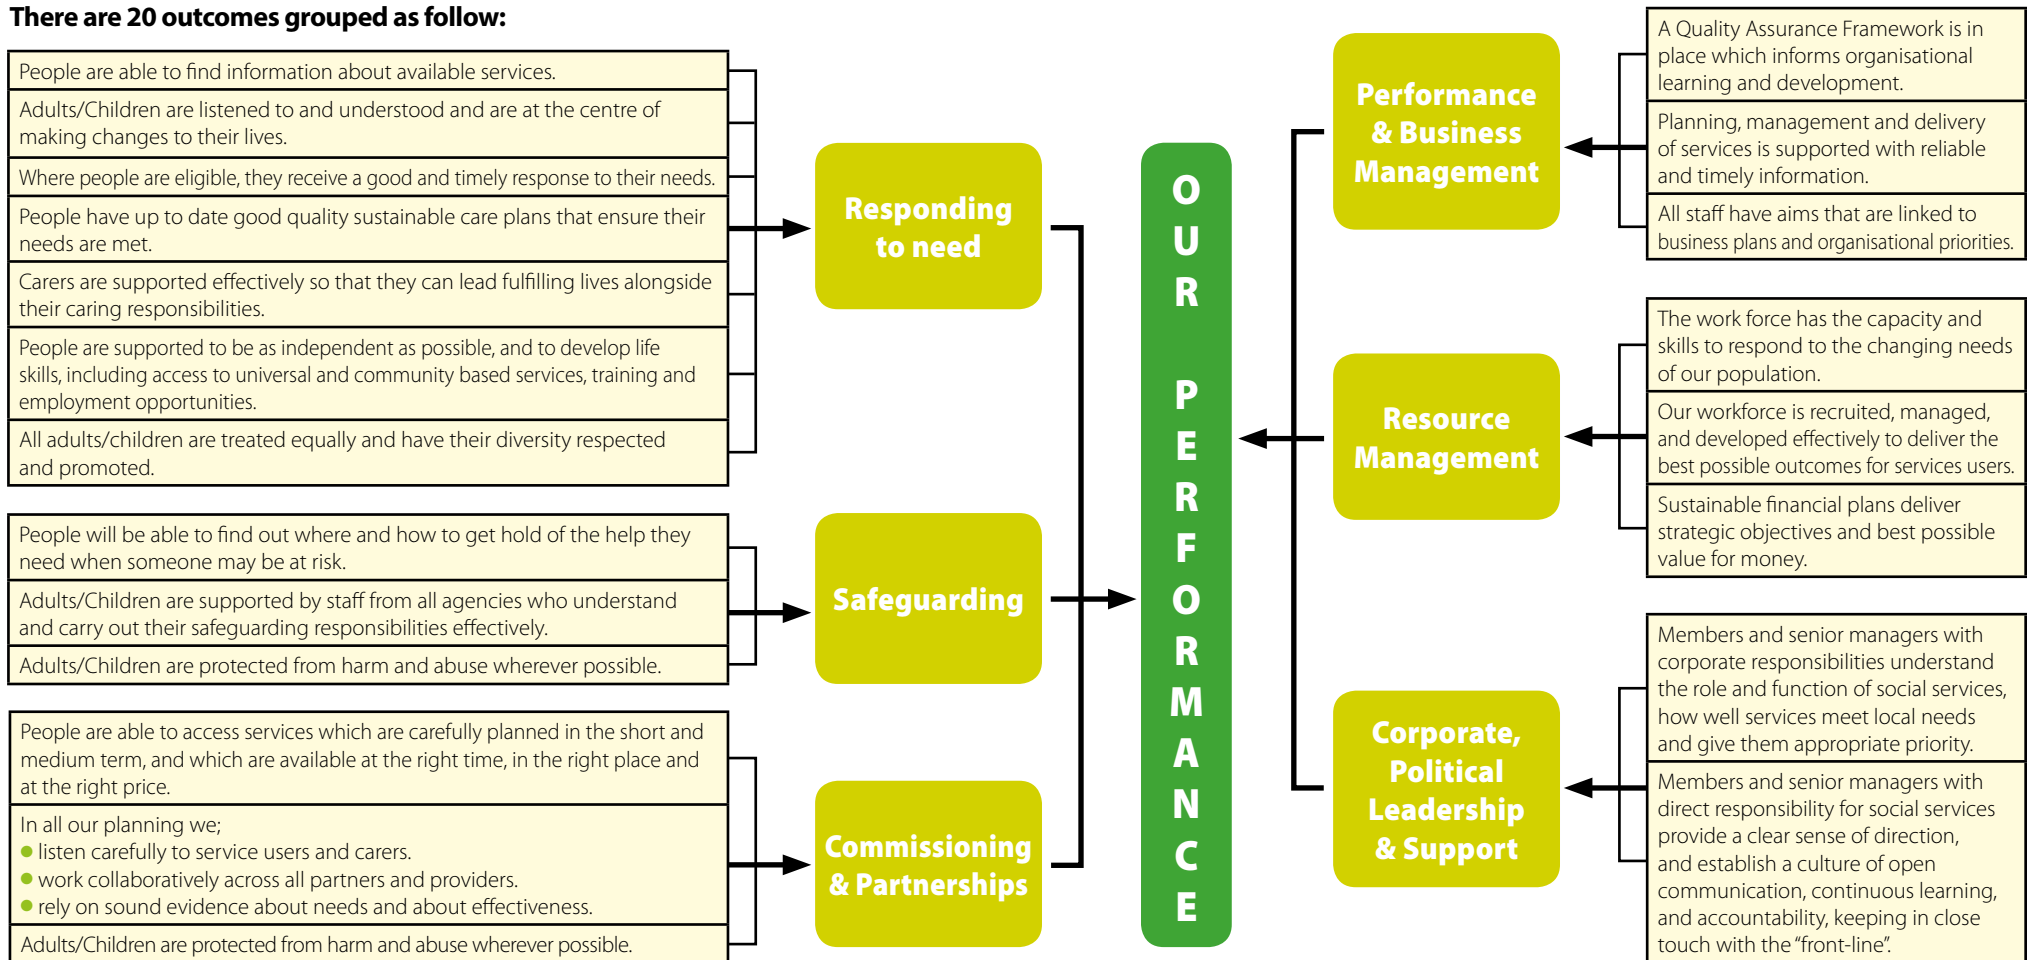 There are 20 outcomes grouped as follow:
People are able to find information about available services.
Adults/Children are listened to and understood and are at the centre of
making changes to their lives.
Where people are eligible, they receive a good and timely response to their needs.
People have up to date good quality sustainable care plans that ensure their
needs are met.
Carers are supported effectively so that they can lead fulfilling lives alongside
their caring responsibilities.
People are supported to be as independent as possible, and to develop life
skills, including access to universal and community based services, training and
employment opportunities.
All adults/children are treated equally and have their diversity respected
and promoted.
Responding
to need
People will be able to find out where and how to get hold of the help they
need when someone may be at risk.
Adults/Children are supported by staff from all agencies who understand
and carry out their safeguarding responsibilities effectively.
Adults/Children are protected from harm and abuse wherever possible.
Safeguarding
People are able to access services which are carefully planned in the short and
medium term, and which are available at the right time, in the right place and
at the right price.
In all our planning we;
● listen carefully to service users and carers.
● work collaboratively across all partners and providers.
● rely on sound evidence about needs and about effectiveness.
Adults/Children are protected from harm and abuse wherever possible.
Commissioning
& Partnerships
OUR PERFORMANCE
Performance
& Business
Management
A Quality Assurance Framework is in
place which informs organisational
learning and development.
Planning, management and delivery
of services is supported with reliable
and timely information.
All staff have aims that are linked to
business plans and organisational priorities.
Resource
Management
The work force has the capacity and
skills to respond to the changing needs
of our population.
Our workforce is recruited, managed,
and developed effectively to deliver the
best possible outcomes for services users.
Sustainable financial plans deliver
strategic objectives and best possible
value for money.
Corporate,
Political
Leadership
& Support
Members and senior managers with
corporate responsibilities understand
the role and function of social services,
how well services meet local needs
and give them appropriate priority.
Members and senior managers with
direct responsibility for social services
provide a clear sense of direction,
and establish a culture of open
communication, continuous learning,
and accountability, keeping in close
touch with the “front-line”.